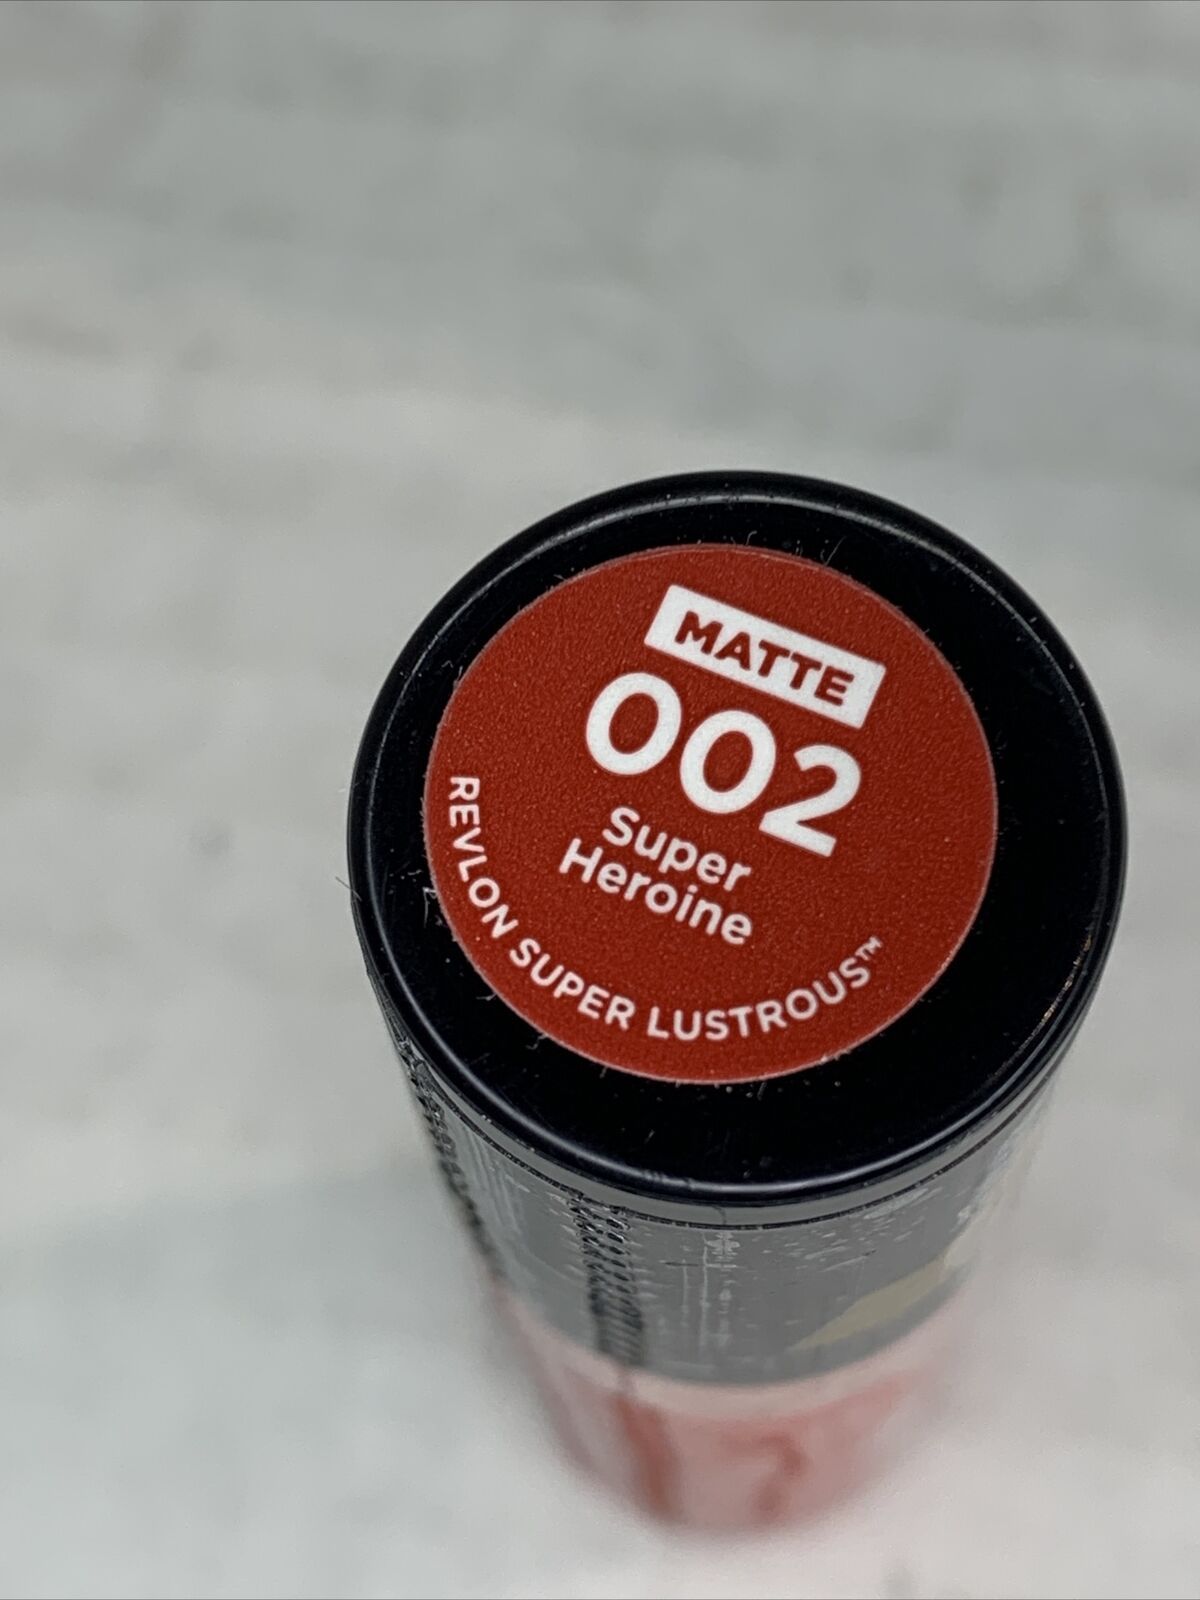 MATTE
002
Super
Heroine
REVLON SUPER LUSTROUS™